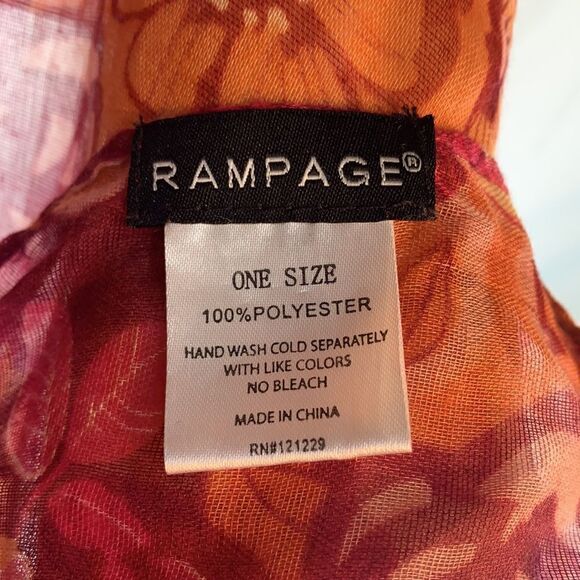 RAMPAGE®
ONE SIZE
100%POLYESTER
HAND WASH COLD SEPARATELY
WITH LIKE COLORS
NO BLEACH
MADE IN CHINA
RN#121229